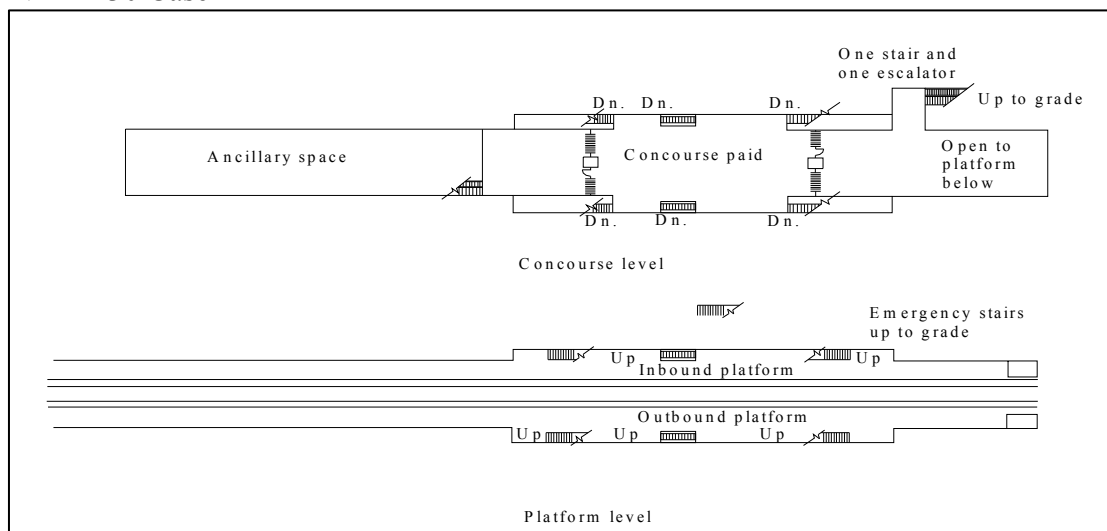 One stair and
one escalator
Dn. Dn. Dn.
Up to grade
Ancillary space
Concourse paid
Open to
platform
below
Dn. Dn. Dn.
Concourse level
Emergency stairs
up to grade
Up Up
Inbound platform
Outbound platform
Up Up Up
Platform level